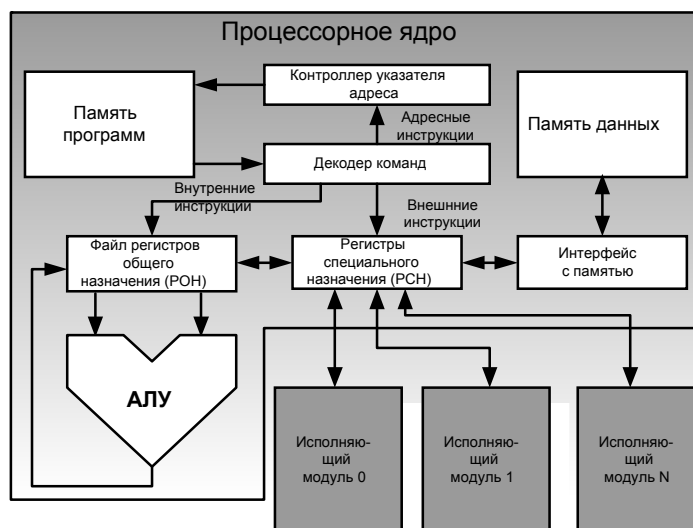 Процессорное ядро
Контроллер указателя
адреса
Память
программ
Память данных
Адресные
инструкции
Декодер команд
Внутренние
инструкции
Внешнние
инструкции
Файл регистров
общего
назначения (РОН)
Регистры
специального
назначения (РСН)
Интерфейс
с памятью
АЛУ
Исполняю-
щий
модуль 0
Исполняю-
щий
модуль 1
Исполняю-
щий
модуль N